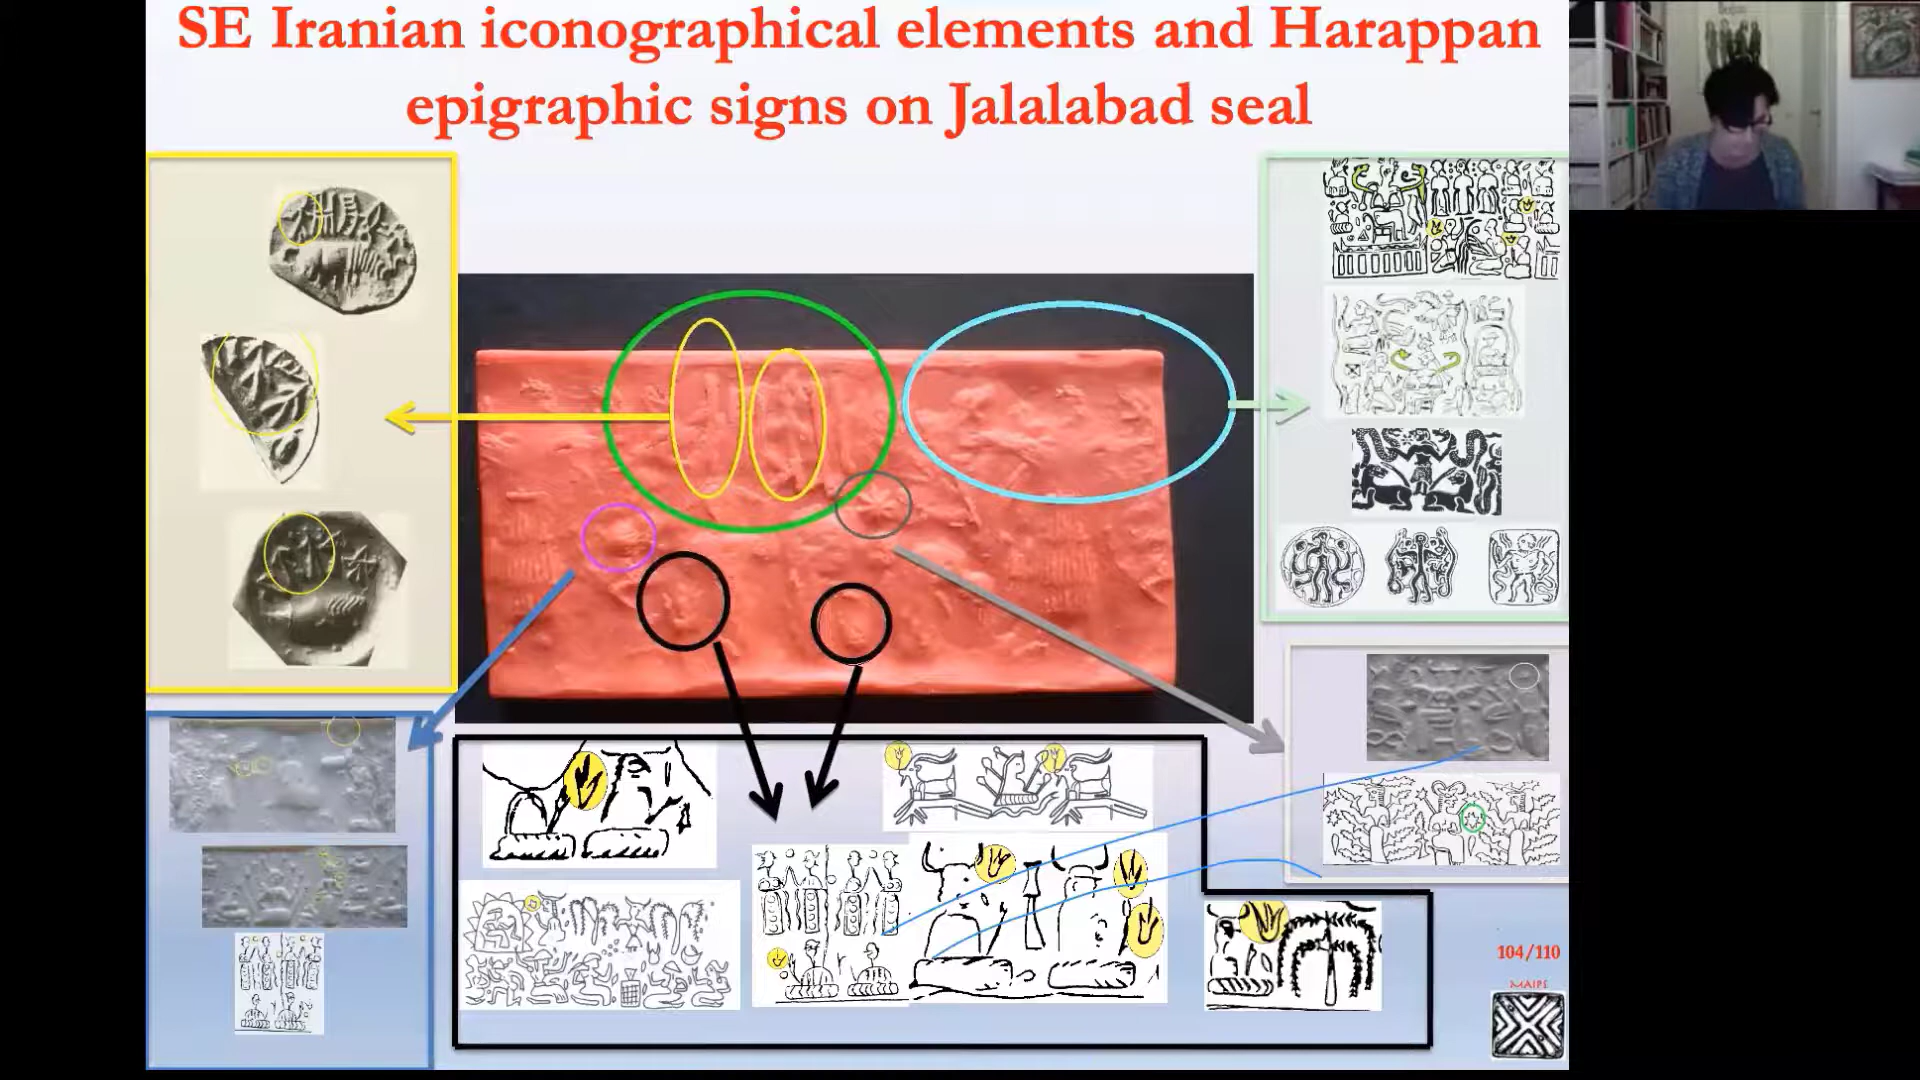 SE Iranian iconographical elements and Harappan
epigraphic signs on Jalalabad seal
104/110
MAIPS